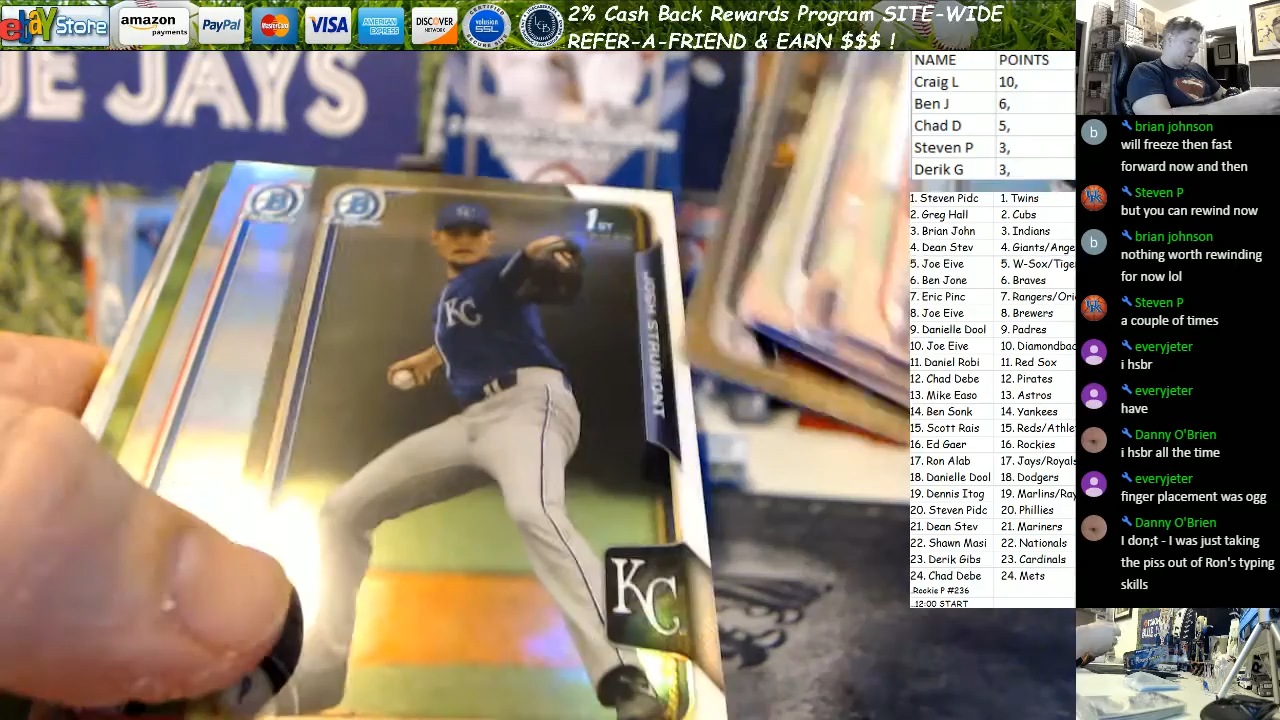 ebay Store
amazon
payments
PayPal
MasterCard
VISA
AMERICAN
EXPRESS
DISCOVER
NETWORK
volusion
SSL
2% Cash Back Rewards Program SITE-WIDE
REFER-A-FRIEND & EARN $$$ !
NAME POINTS
Craig L 10,
Ben J 6,
Chad D 5,
Steven P 3,
Derik G 3,
1. Steven Pidc 1. Twins
2. Greg Hall 2. Cubs
3. Brian John 3. Indians
4. Dean Stev 4. Giants/Ange
5. Joe Eive 5. W-Sox/Tige
6. Ben Jone 6. Braves
7. Eric Pinc 7. Rangers/Ori
8. Joe Eive 8. Brewers
9. Danielle Dool 9. Padres
10. Joe Eive 10. Diamondbac
11. Daniel Robi 11. Red Sox
12. Chad Debe 12. Pirates
13. Mike Easo 13. Astros
14. Ben Sonk 14. Yankees
15. Scott Rais 15. Reds/Athle
16. Ed Gaer 16. Rockies
17. Ron Alab 17. Jays/Royals
18. Danielle Dool 18. Dodgers
19. Dennis Itog 19. Marlins/Ray
20. Steven Pidc 20. Phillies
21. Dean Stev 21. Mariners
22. Shawn Masi 22. Nationals
23. Derik Gibs 23. Cardinals
24. Chad Debe 24. Mets
.Rookie P #236
..12:00 START
b
brian johnson
will freeze then fast
forward now and then
Steven P
but you can rewind now
b
brian johnson
nothing worth rewinding
for now lol
Steven P
a couple of times
everyjeter
i hsbr
everyjeter
have
Danny O'Brien
i hsbr all the time
everyjeter
finger placement was ogg
Danny O'Brien
I don;t - I was just taking
the piss out of Ron's typing
skills
UE JAYS
B
B
1ST
KC
JOSH STAUMONT
KC
BLUE JAYS